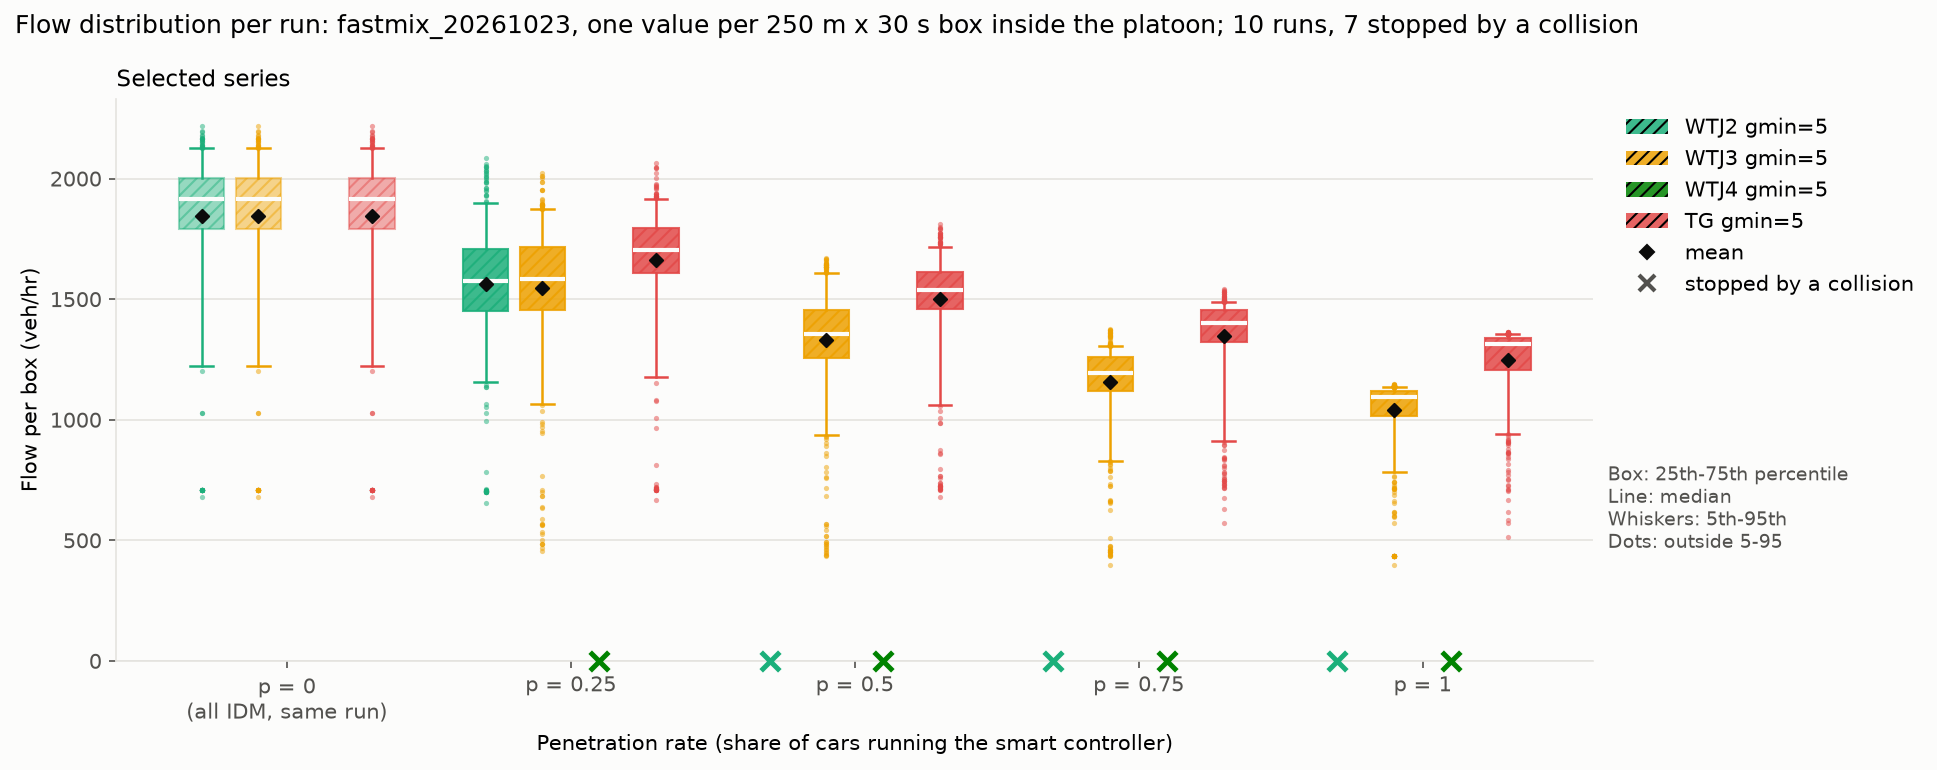 Flow distribution per run: fastmix_20261023, one value per 250 m x 30 s box inside the platoon; 10 runs, 7 stopped by a collision
Selected series
Flow per box (veh/hr)
2000
1500
1000
500
0
WTJ2 gmin=5
WTJ3 gmin=5
WTJ4 gmin=5
TG gmin=5
mean
stopped by a collision
Box: 25th-75th percentile
Line: median
Whiskers: 5th-95th
Dots: outside 5-95
p = 0
(all IDM, same run)
p = 0.25
p = 0.5
p = 0.75
p = 1
Penetration rate (share of cars running the smart controller)